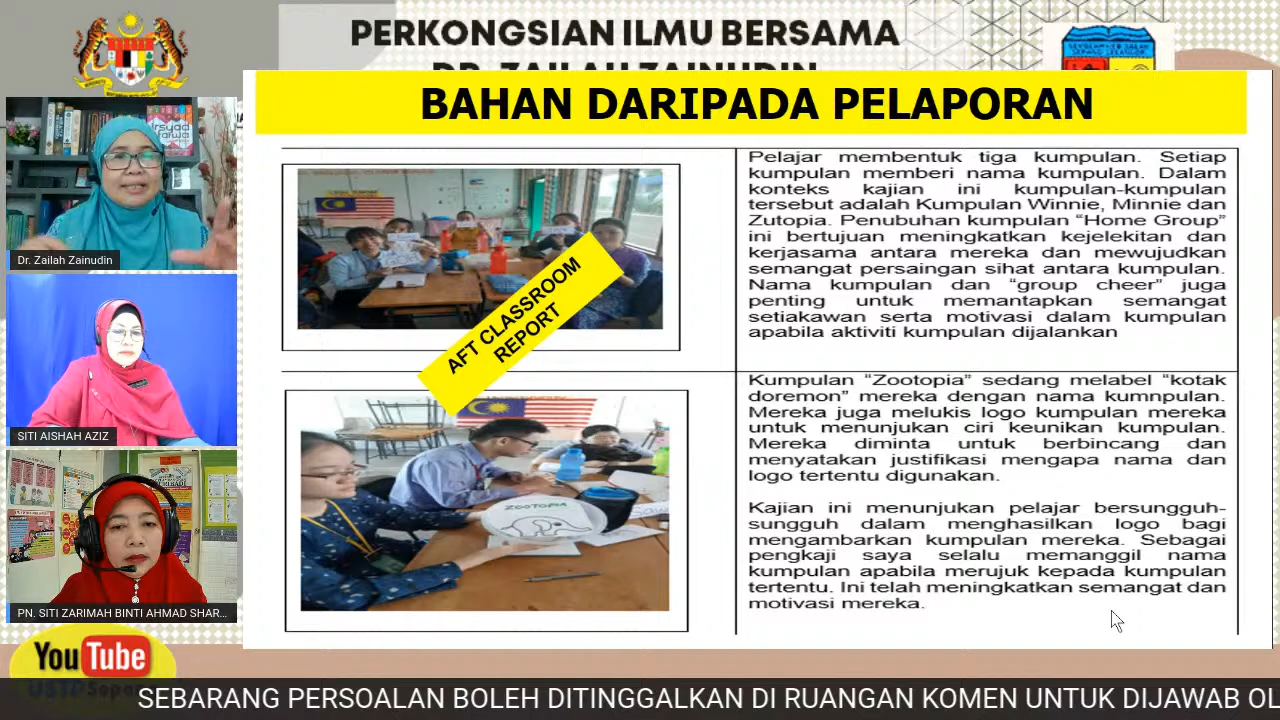 PERKONGSIAN ILMU BERSAMA
DR. ZAILAH ZAINUDIN
BAHAN DARIPADA PELAPORAN
Dr. Zailah Zainudin
SITI AISHAH AZIZ
PN. SITI ZARIMAH BINTI AHMAD SHAR...
AFT CLASSROOM
REPORT
ZOOTOPIA
Pelajar membentuk tiga kumpulan. Setiap
kumpulan memberi nama kumpulan. Dalam
konteks kajian ini kumpulan-kumpulan
tersebut adalah Kumpulan Winnie, Minnie dan
Zutopia. Penubuhan kumpulan “Home Group”
ini bertujuan meningkatkan kejelekitan dan
kerjasama antara mereka dan mewujudkan
semangat persaingan sihat antara kumpulan.
Nama kumpulan dan “group cheer” juga
penting untuk memantapkan semangat
setiakawan serta motivasi dalam kumpulan
apabila aktiviti kumpulan dijalankan
Kumpulan “Zootopia” sedang melabel “kotak
doremon” mereka dengan nama kumnpulan.
Mereka juga melukis logo kumpulan mereka
untuk menunjukan ciri keunikan kumpulan.
Mereka diminta untuk berbincang dan
menyatakan justifikasi mengapa nama dan
logo tertentu digunakan.
Kajian ini menunjukan pelajar bersungguh-
sungguh dalam menghasilkan logo bagi
mengambarkan kumpulan mereka. Sebagai
pengkaji saya selalu memanggil nama
kumpulan apabila merujuk kepada kumpulan
tertentu. Ini telah meningkatkan semangat dan
motivasi mereka.
YouTube
SEBARANG PERSOALAN BOLEH DITINGGALKAN DI RUANGAN KOMEN UNTUK DIJAWAB OL